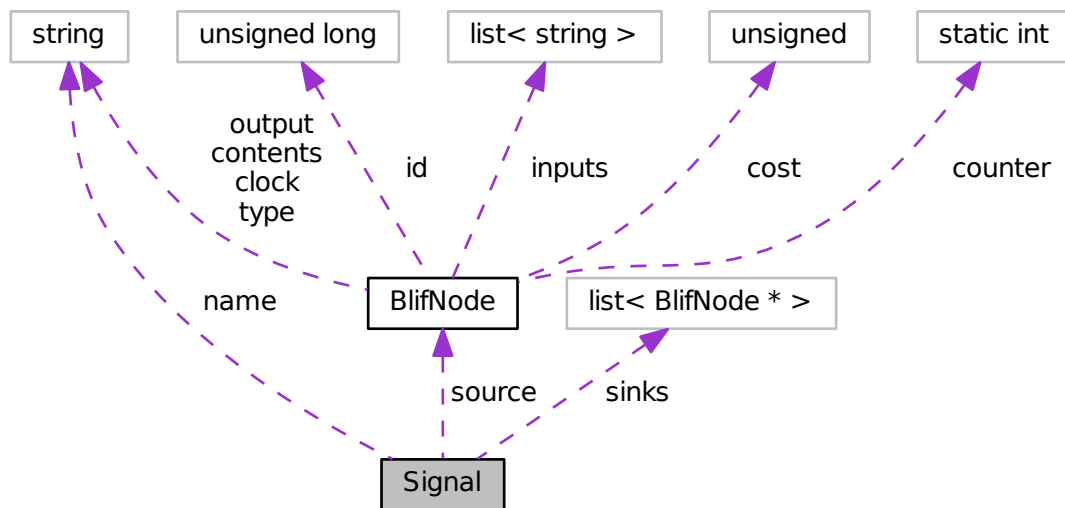 string
unsigned long
list< string >
unsigned
static int
output
contents
clock
type
id
inputs
cost
counter
name
BlifNode
list< BlifNode * >
source
sinks
Signal